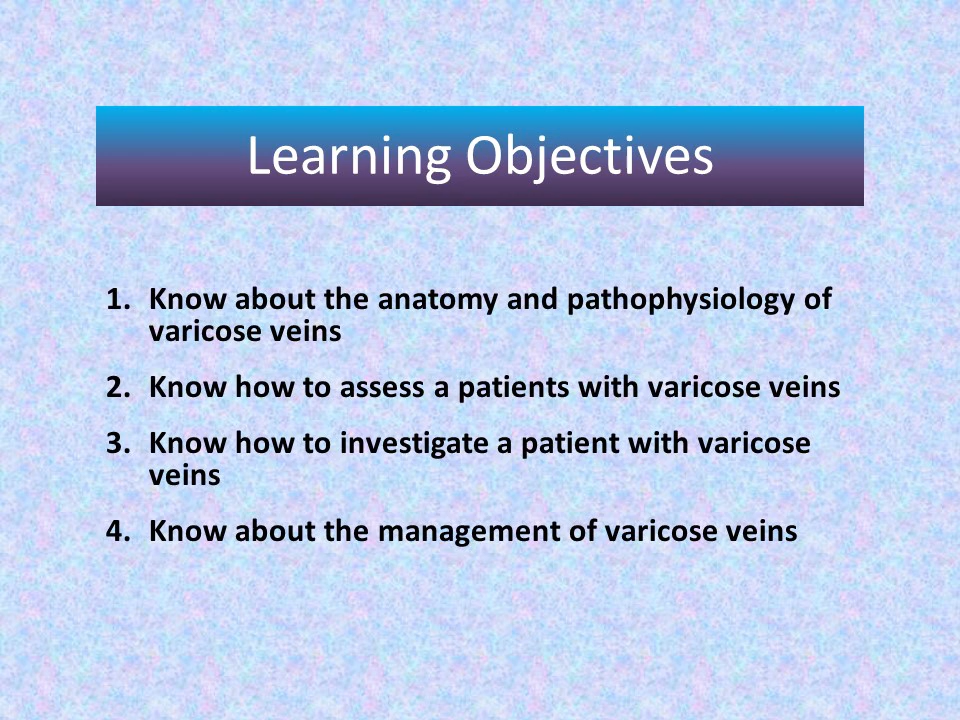 Learning Objectives
1. Know about the anatomy and pathophysiology of
varicose veins
2. Know how to assess a patients with varicose veins
3. Know how to investigate a patient with varicose
veins
4. Know about the management of varicose veins